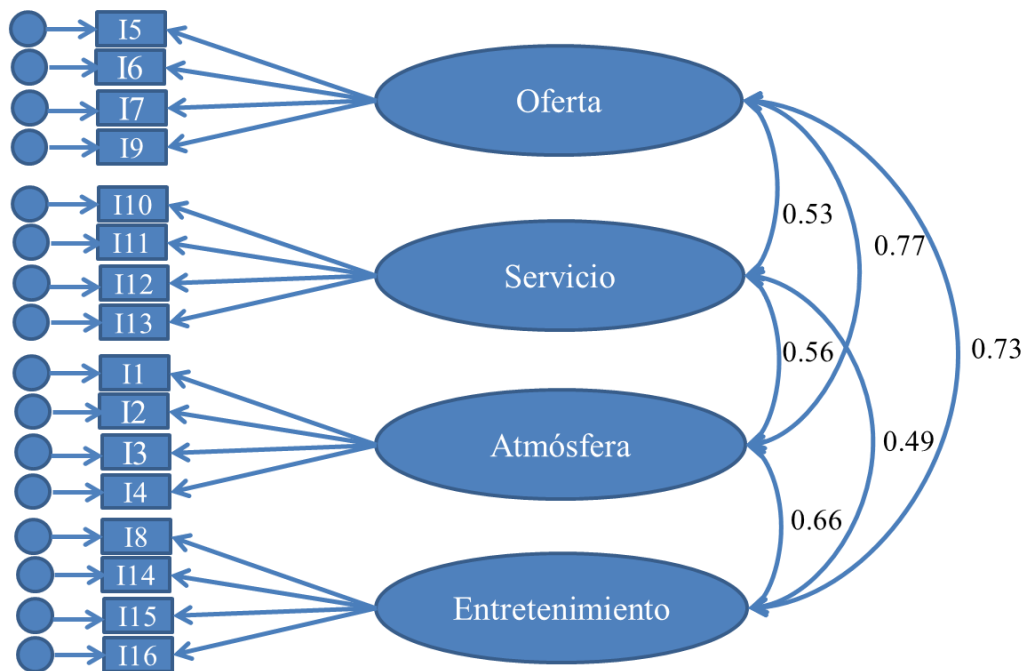 I5
I6
I7
I9
Oferta
I10
I11
I12
I13
Servicio
I1
I2
I3
I4
Atmósfera
I8
I14
I15
I16
Entretenimiento
0.53
0.77
0.56
0.73
0.49
0.66